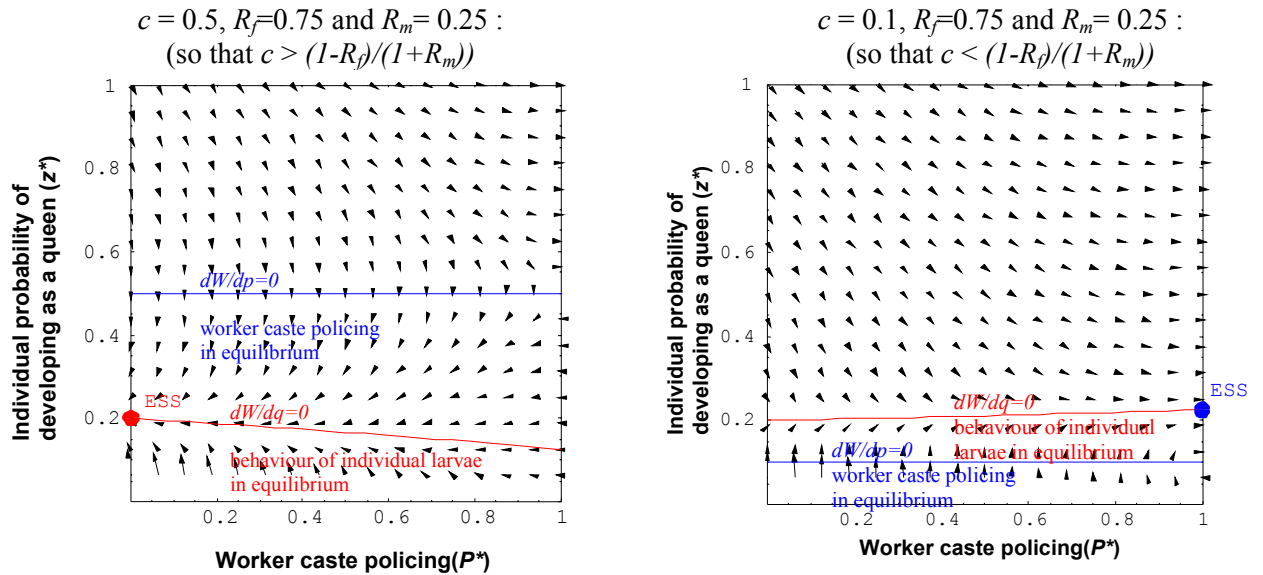 c = 0.5, Rf=0.75 and Rm= 0.25 :
(so that c > (1-Rf)/(1+Rm))
Individual probability of
developing as a queen (z*)
1
0.8
0.6
0.4
0.2
dW/dp=0
worker caste policing
in equilibrium
ESS
dW/dq=0
behaviour of individual larvae
in equilibrium
0.2
0.4
0.6
0.8
1
Worker caste policing(P*)
c = 0.1, Rf=0.75 and Rm= 0.25 :
(so that c < (1-Rf)/(1+Rm))
Individual probability of
developing as a queen (z*)
1
0.8
0.6
0.4
0.2
ESS
dW/dq=0
behaviour of individual
larvae in equilibrium
dW/dp=0
worker caste policing
in equilibrium
0.2
0.4
0.6
0.8
1
Worker caste policing(P*)